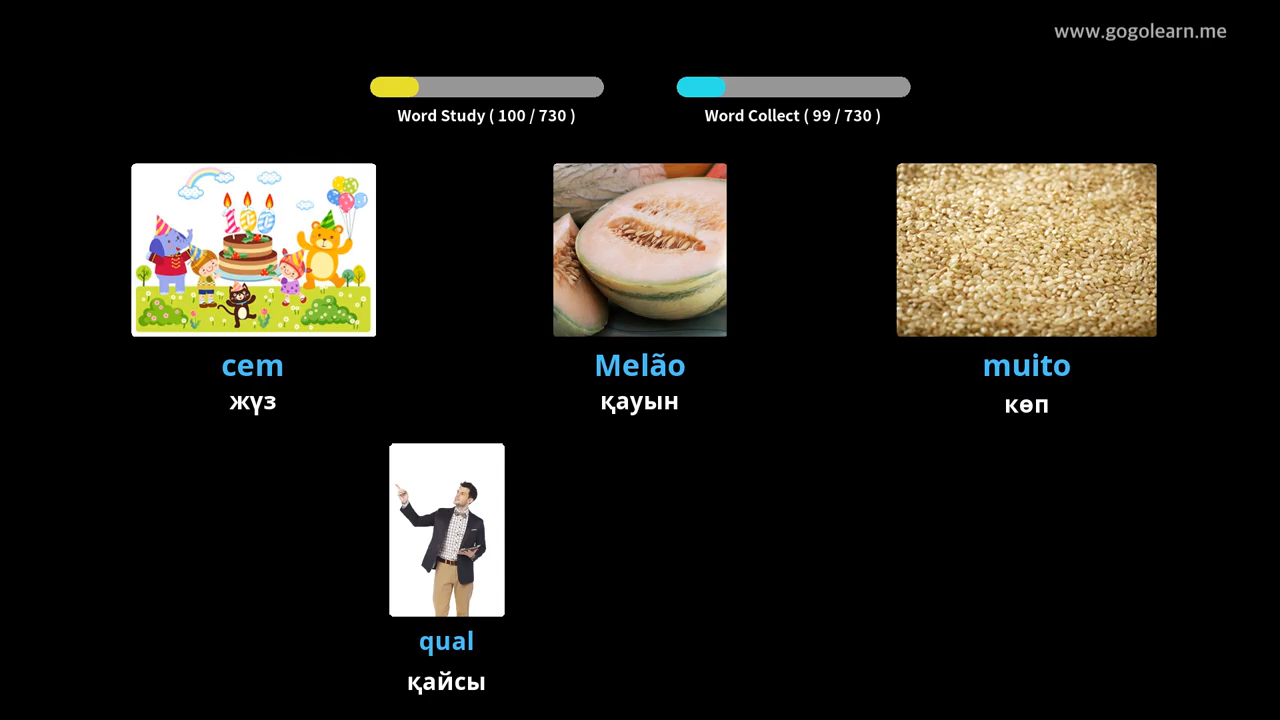 www.gogolearn.me
Word Study ( 100 / 730 )
Word Collect ( 99 / 730 )
100
cem
жүз
Melão
қауын
muito
көп
qual
қайсы